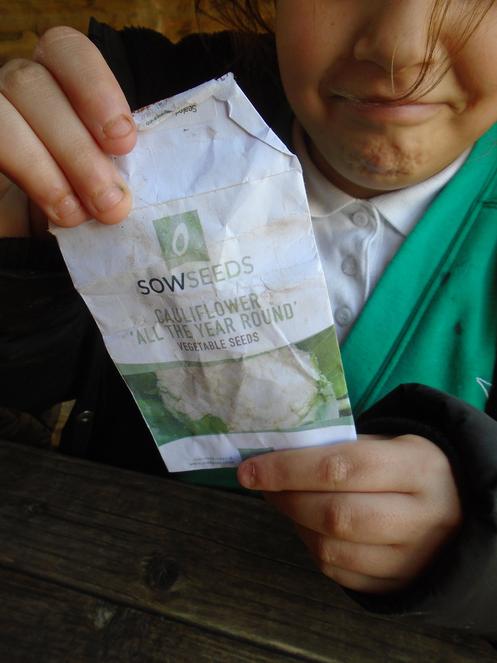 SOWSEEDS
CAULIFLOWER
'ALL THE YEAR ROUND'
VEGETABLE SEEDS